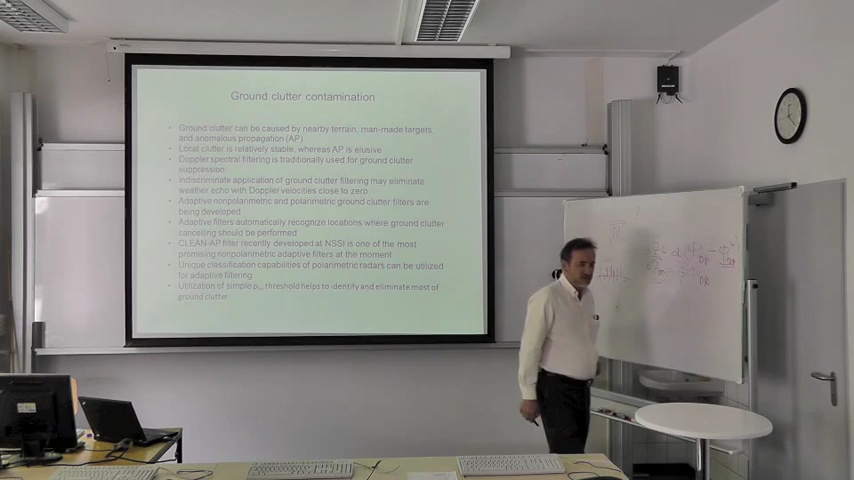 Ground clutter contamination
• Ground clutter can be caused by nearby terrain, man-made targets,
and anomalous propagation (AP)
• Local clutter is relatively stable, whereas AP is elusive
• Doppler spectral filtering is traditionally used for ground clutter
suppression
• Indiscriminate application of ground clutter filtering may eliminate
weather echo with Doppler velocities close to zero
• Adaptive nonpolarimetric and polarimetric ground clutter filters are
being developed
• Adaptive filters automatically recognize locations where ground clutter
cancelling should be performed
• CLEAN-AP filter recently developed at NSSl is one of the most
promising nonpolarimetric adaptive filters at the moment
• Unique classification capabilities of polarimetric radars can be utilized
for adaptive filtering
• Utilization of simple threshold helps to identify and eliminate most of
ground clutter